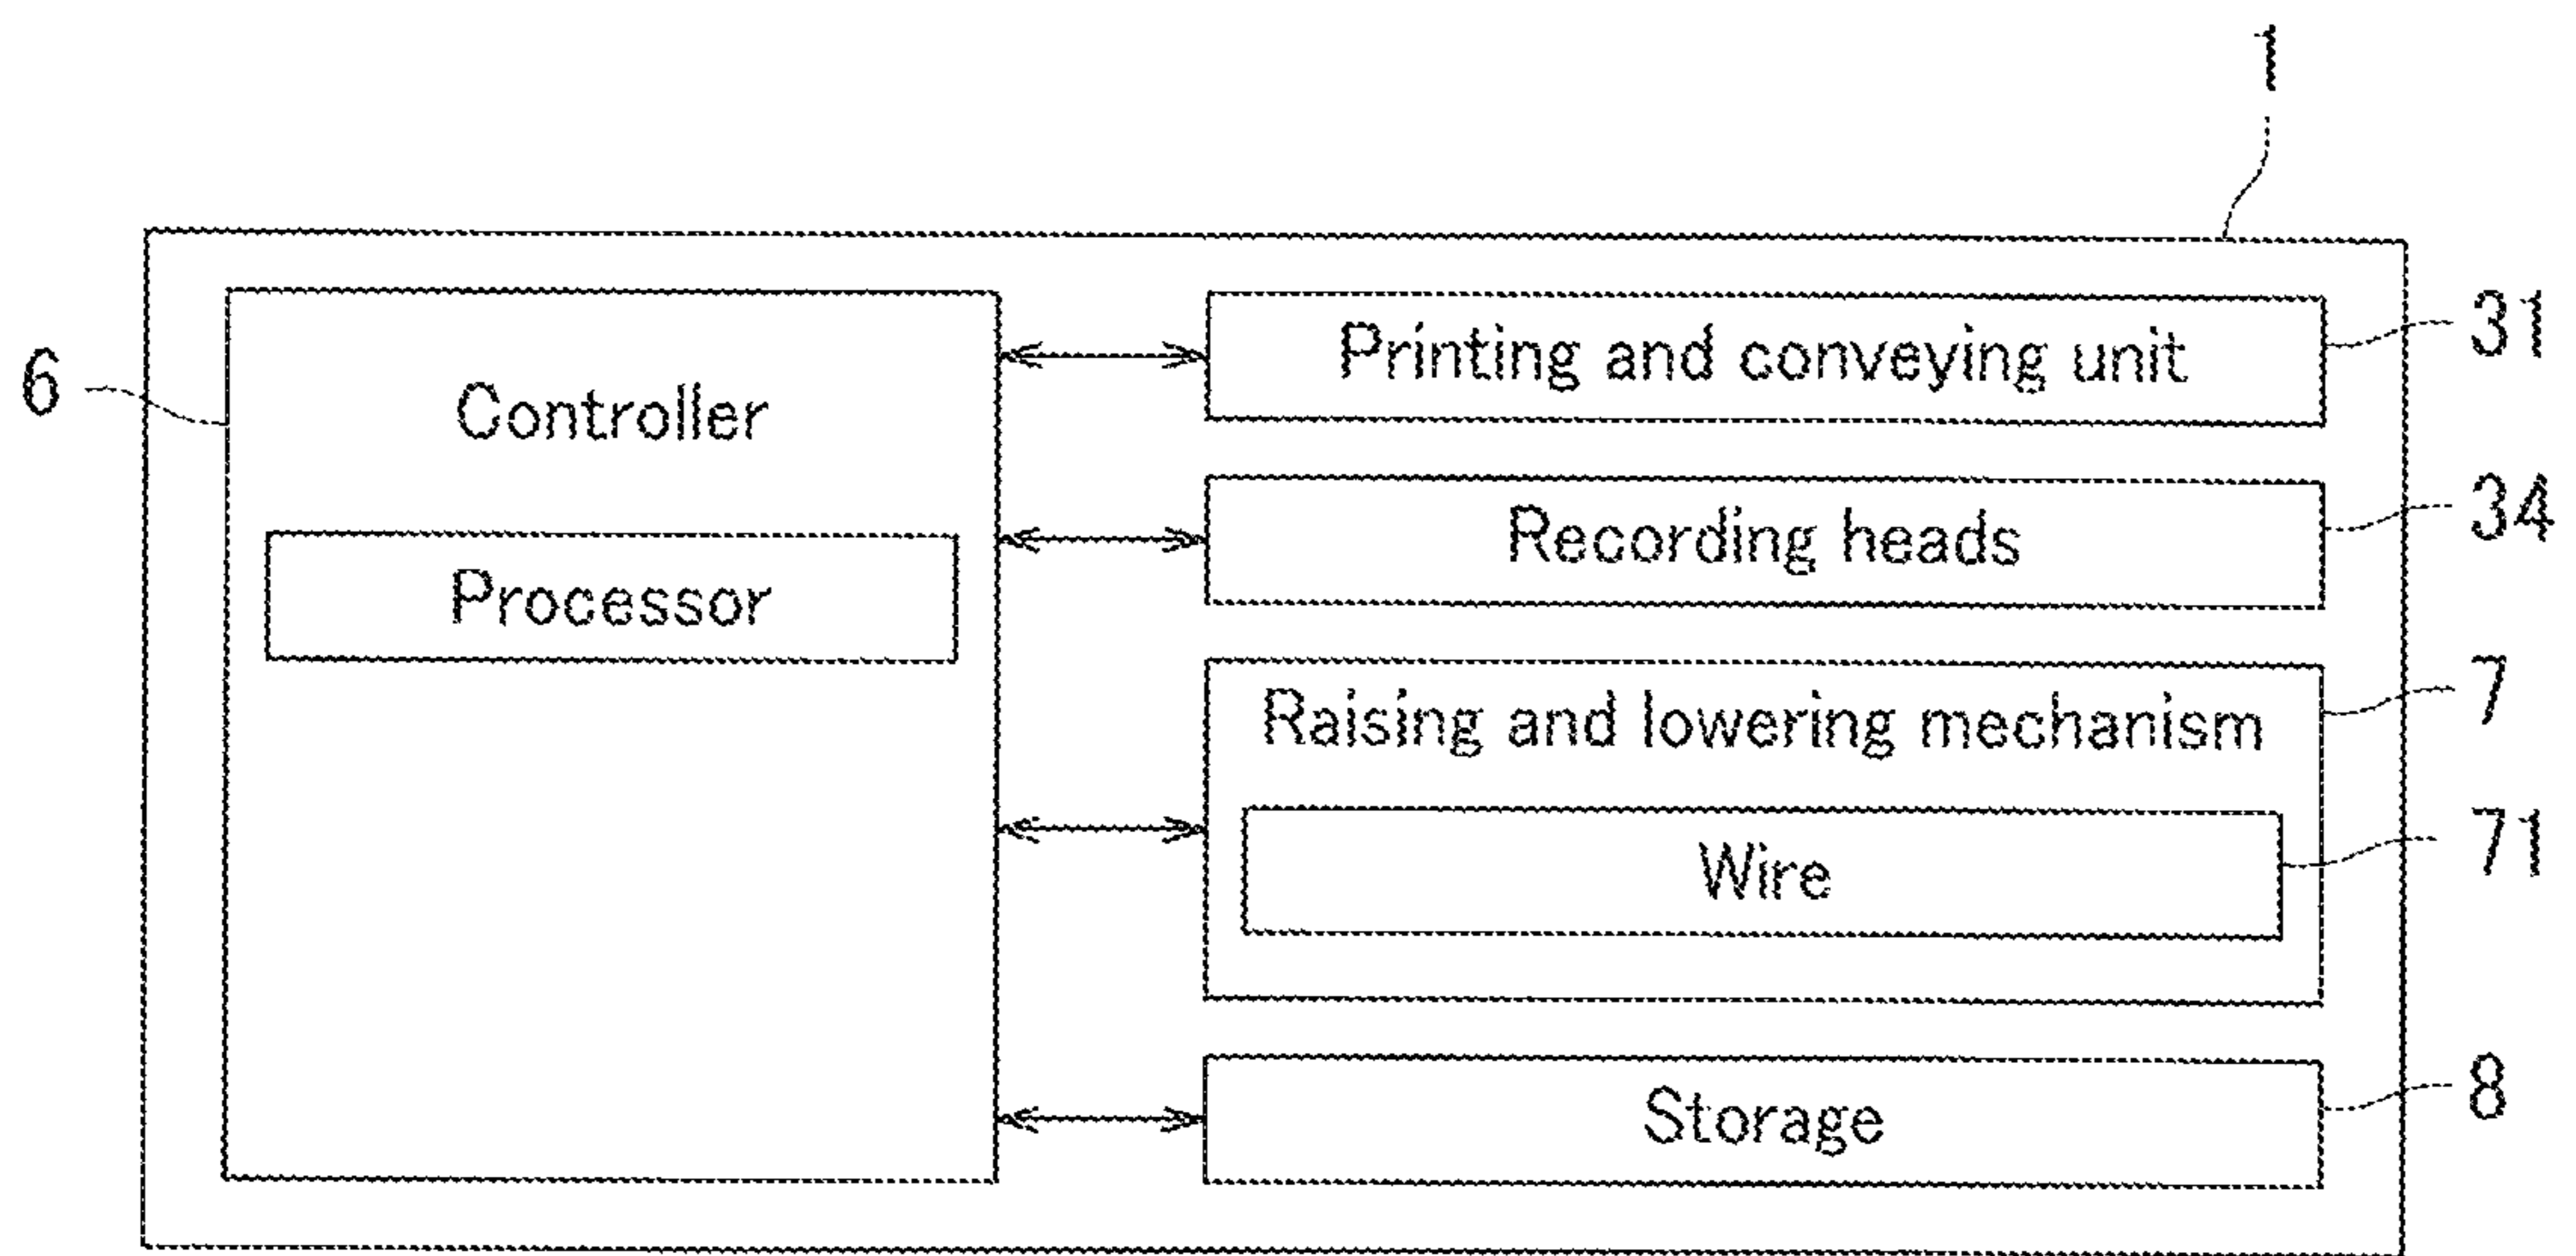 1
Printing and conveying unit
31
6
Controller
Recording heads
34
Processor
Raising and lowering mechanism
7
Wire
71
Storage
8